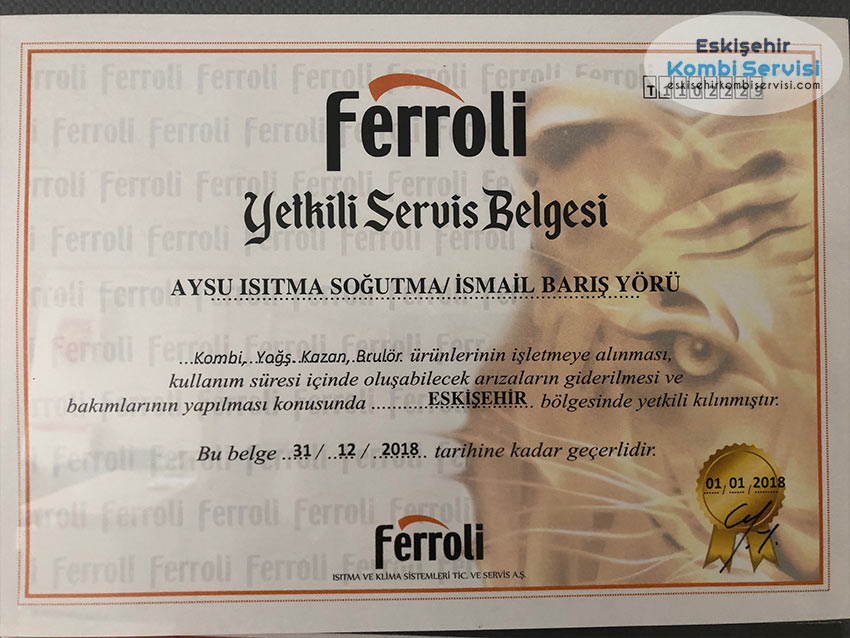 Eskişehir
Kombi Servisi
eskisehirkombiservisi.com
Ferroli
Yetkili Servis Belgesi
AYSU ISITMA SOĞUTMA/ İSMAİL BARIŞ YÖRÜ
...Kombi, Yoğş. Kazan, Brulör. ürünlerinin işletmeye alınması,
kullanım süresi içinde oluşabilecek arızaların giderilmesi ve
bakımlarının yapılması konusunda ........ESKİŞEHİR. bölgesinde yetkili kılınmıştır.
Bu belge ..31/ ..12 / ..2018.. tarihine kadar geçerlidir.
01 / 01 / 2018
Ferroli
ISITMA VE KLİMA SİSTEMLERİ TİC. VE SERVİS A.Ş.